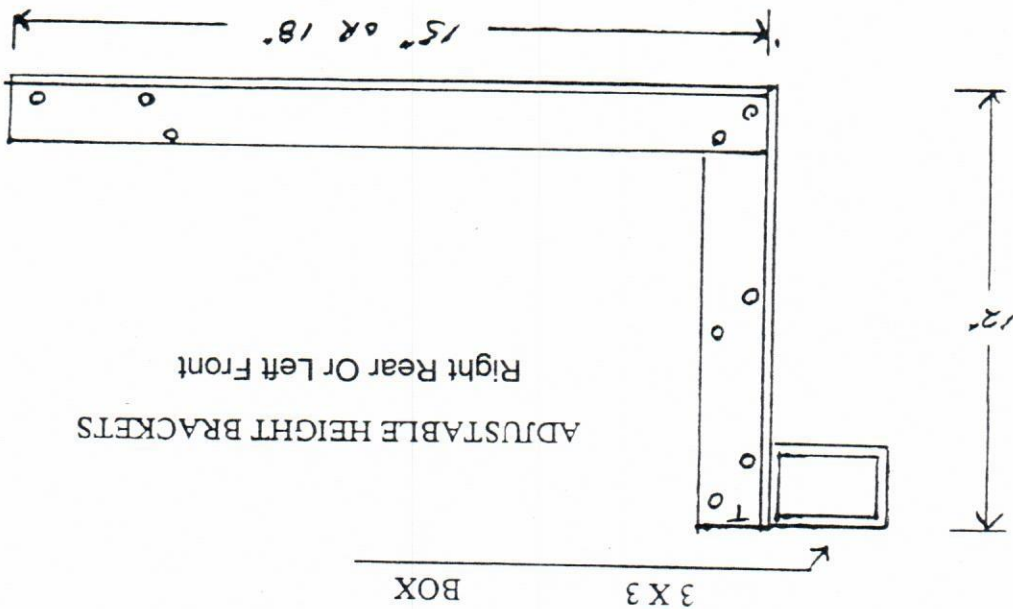 3 X 3 BOX
ADJUSTABLE HEIGHT BRACKETS
Right Rear Or Left Front
12"
15" OR 18"